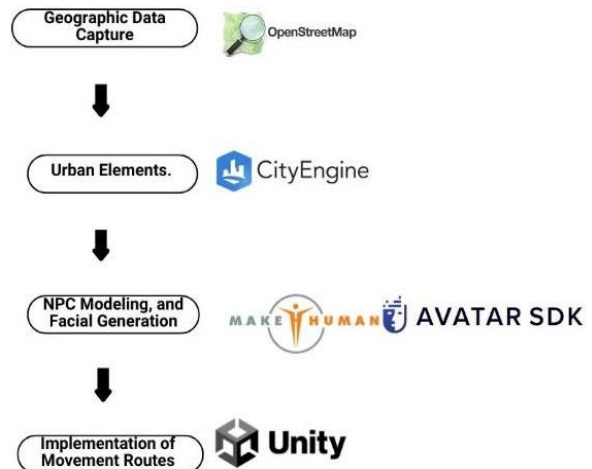 Geographic Data
Capture
OpenStreetMap
Urban Elements.
CityEngine
NPC Modeling, and
Facial Generation
MAKE HUMAN
AVATAR SDK
Implementation of
Movement Routes
Unity